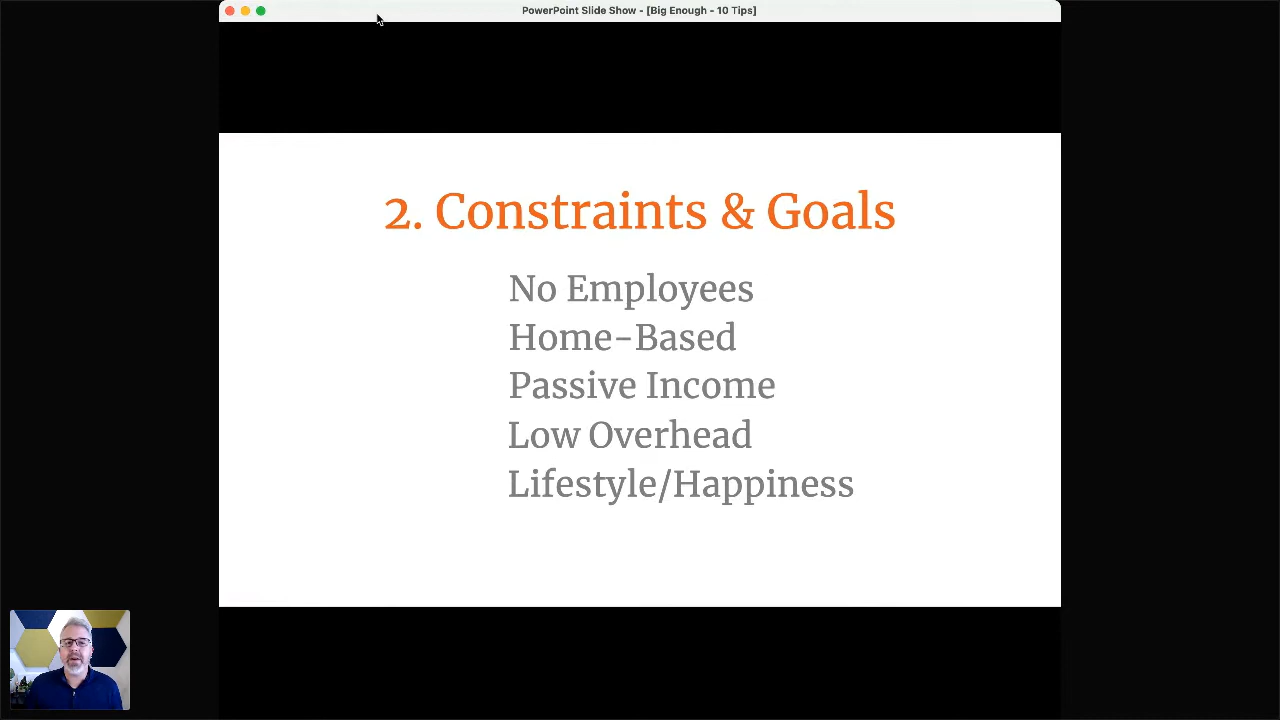 PowerPoint Slide Show - [Big Enough - 10 Tips]
2. Constraints & Goals
No Employees
Home-Based
Passive Income
Low Overhead
Lifestyle/Happiness